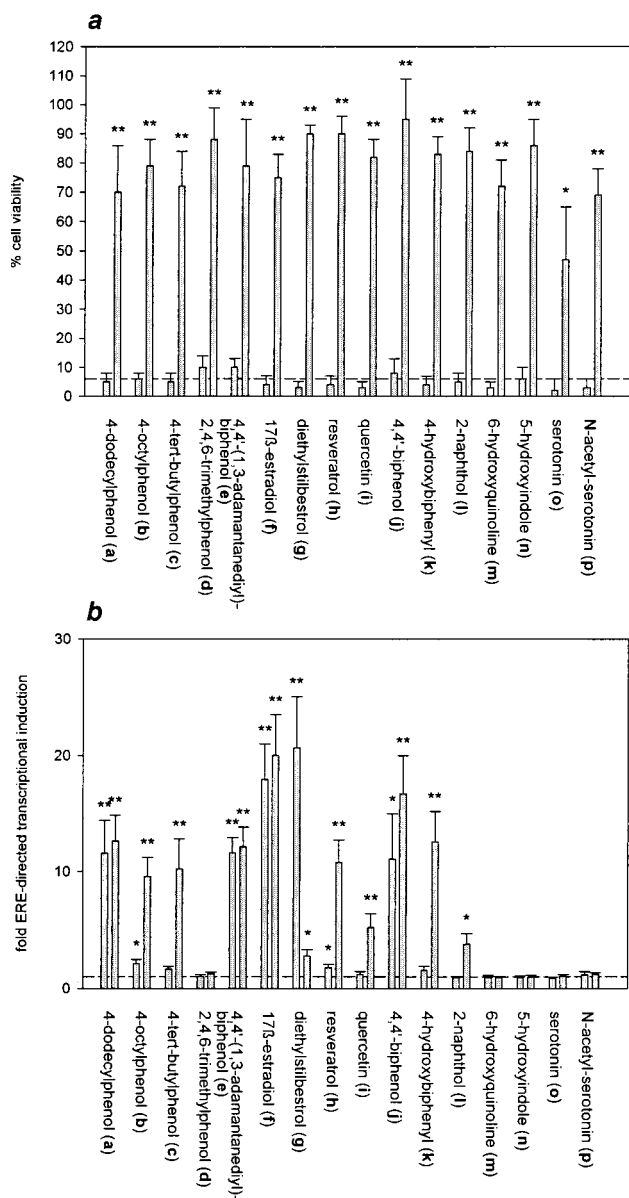 a
% cell viability
120
110
100
90
80
70
60
50
40
30
20
10
0
** ** ** ** ** ** ** ** ** ** ** ** ** ** * **
4-dodecylphenol (a)
4-octylphenol (b)
4-tert-butylphenol (c)
2,4,6-trimethylphenol (d)
4,4'-(1,3-adamantanediyl)-
biphenol (e)
17ß-estradiol (f)
diethylstilbestrol (g)
resveratrol (h)
quercetin (i)
4,4'-biphenol (j)
4-hydroxybiphenyl (k)
2-naphthol (l)
6-hydroxyquinoline (m)
5-hydroxyindole (n)
serotonin (o)
N-acetyl-serotonin (p)
b
fold ERE-directed transcriptional induction
30
20
10
0
** ** * ** ** ** ** ** ** ** * * ** ** * ** ** *
4-dodecylphenol (a)
4-octylphenol (b)
4-tert-butylphenol (c)
2,4,6-trimethylphenol (d)
4,4'-(1,3-adamantanediyl)-
biphenol (e)
17ß-estradiol (f)
diethylstilbestrol (g)
resveratrol (h)
quercetin (i)
4,4'-biphenol (j)
4-hydroxybiphenyl (k)
2-naphthol (l)
6-hydroxyquinoline (m)
5-hydroxyindole (n)
serotonin (o)
N-acetyl-serotonin (p)